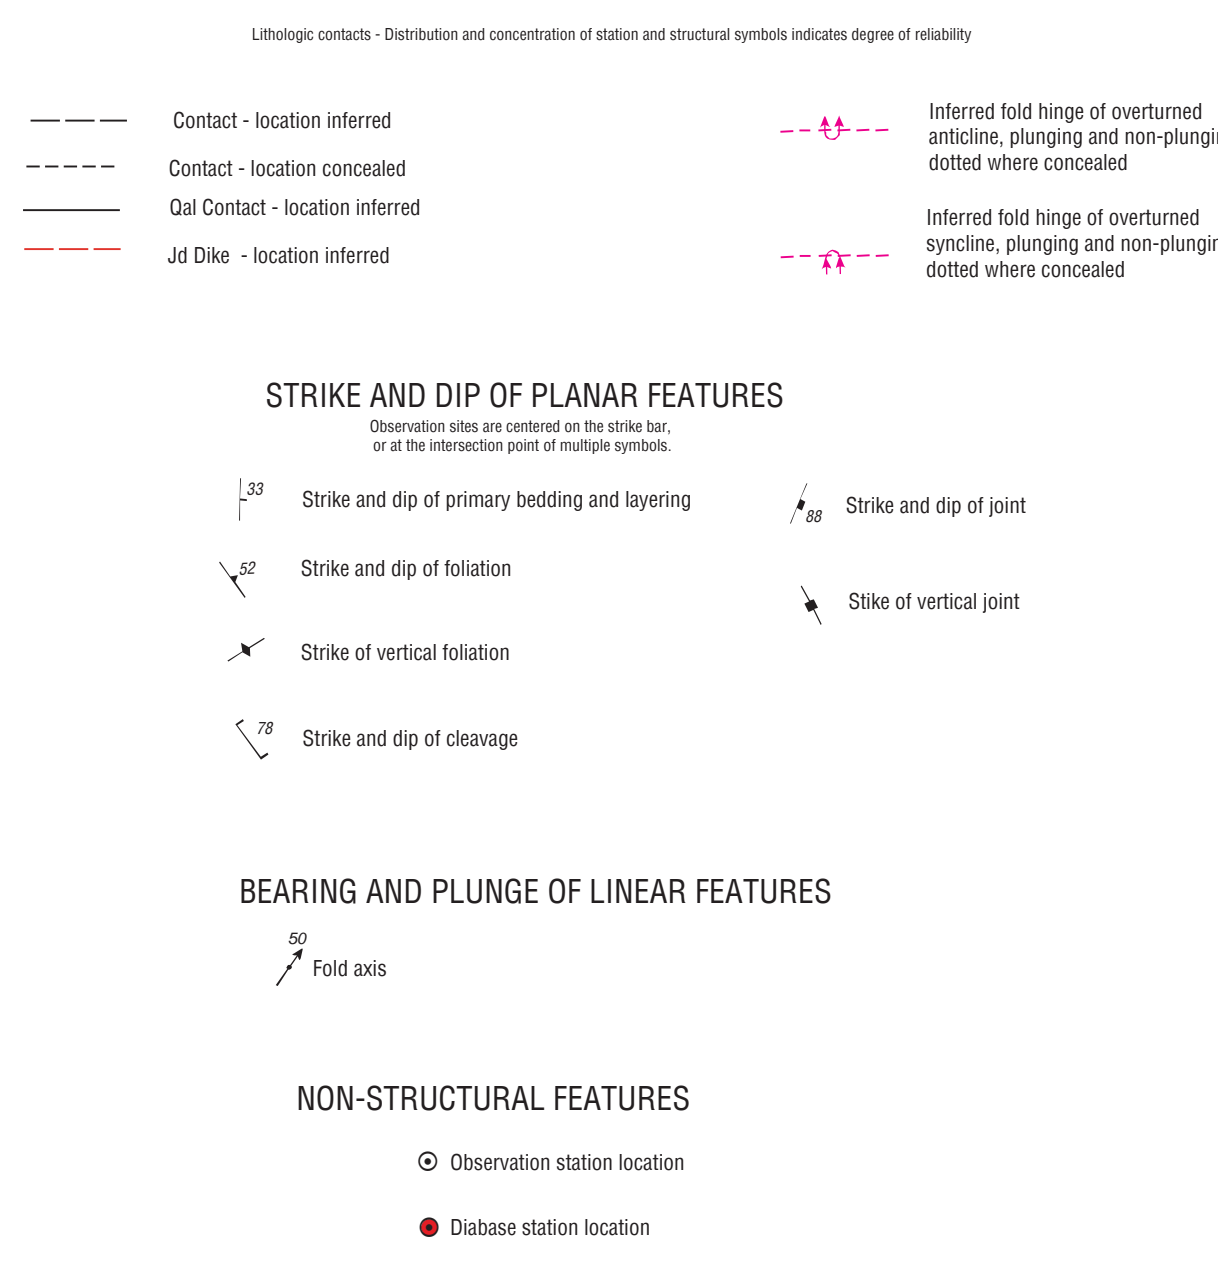 Lithologic contacts - Distribution and concentration of station and structural symbols indicates degree of reliability
Contact - location inferred
Contact - location concealed
Qal Contact - location inferred
Jd Dike - location inferred
Inferred fold hinge of overturned
anticline, plunging and non-plungin
dotted where concealed
Inferred fold hinge of overturned
syncline, plunging and non-plungin
dotted where concealed
STRIKE AND DIP OF PLANAR FEATURES
Observation sites are centered on the strike bar,
or at the intersection point of multiple symbols.
33 Strike and dip of primary bedding and layering
52 Strike and dip of foliation
Strike of vertical foliation
78 Strike and dip of cleavage
88 Strike and dip of joint
Stike of vertical joint
BEARING AND PLUNGE OF LINEAR FEATURES
50
Fold axis
NON-STRUCTURAL FEATURES
Observation station location
Diabase station location